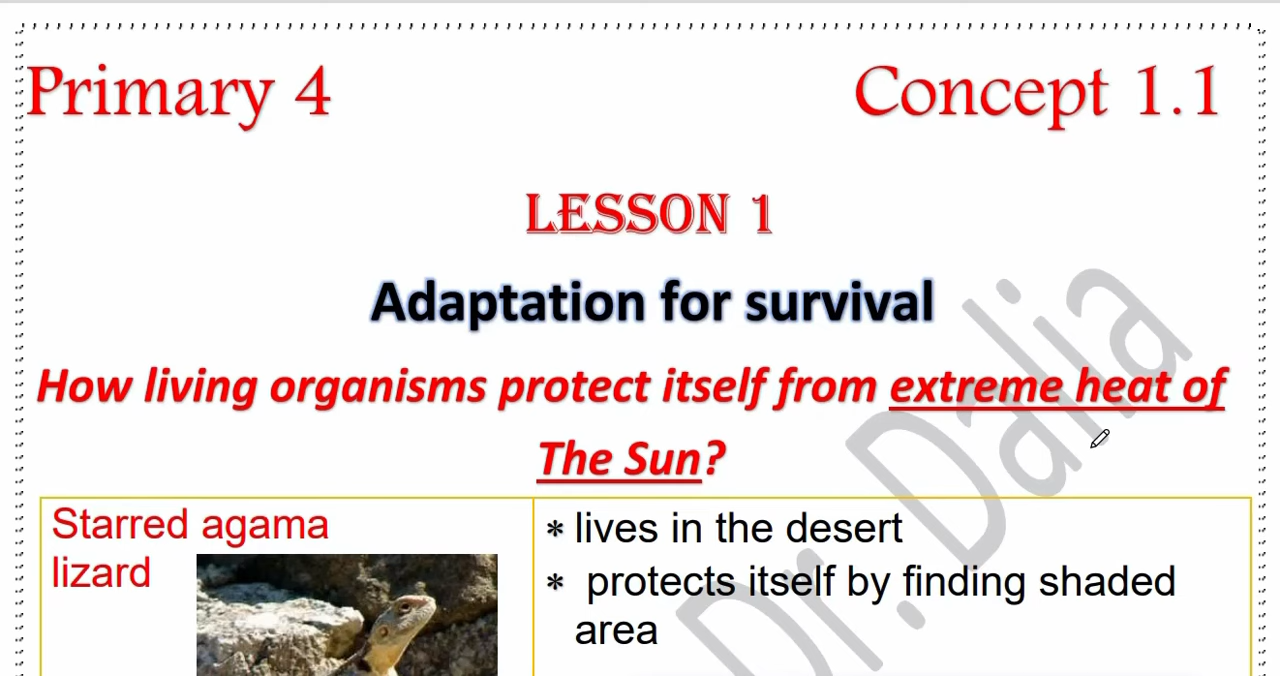 Primary 4
Concept 1.1
LESSON 1
Adaptation for survival
How living organisms protect itself from extreme heat of
The Sun?
Starred agama
lizard
* lives in the desert
* protects itself by finding shaded
area
Dr. Dalia